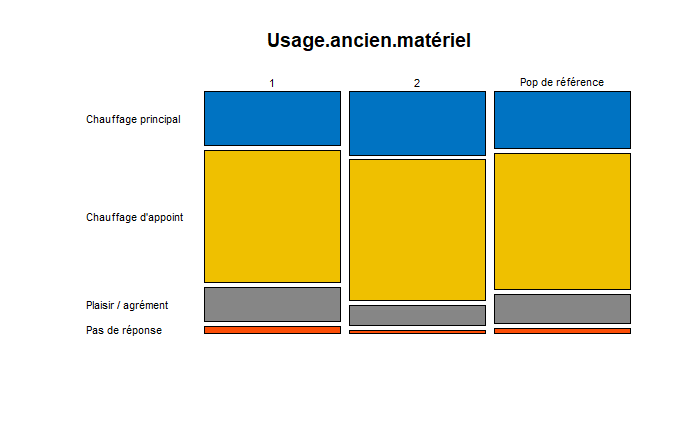 Usage.ancien.matériel
1 2 Pop de référence
Chauffage principal
Chauffage d'appoint
Plaisir / agrément
Pas de réponse